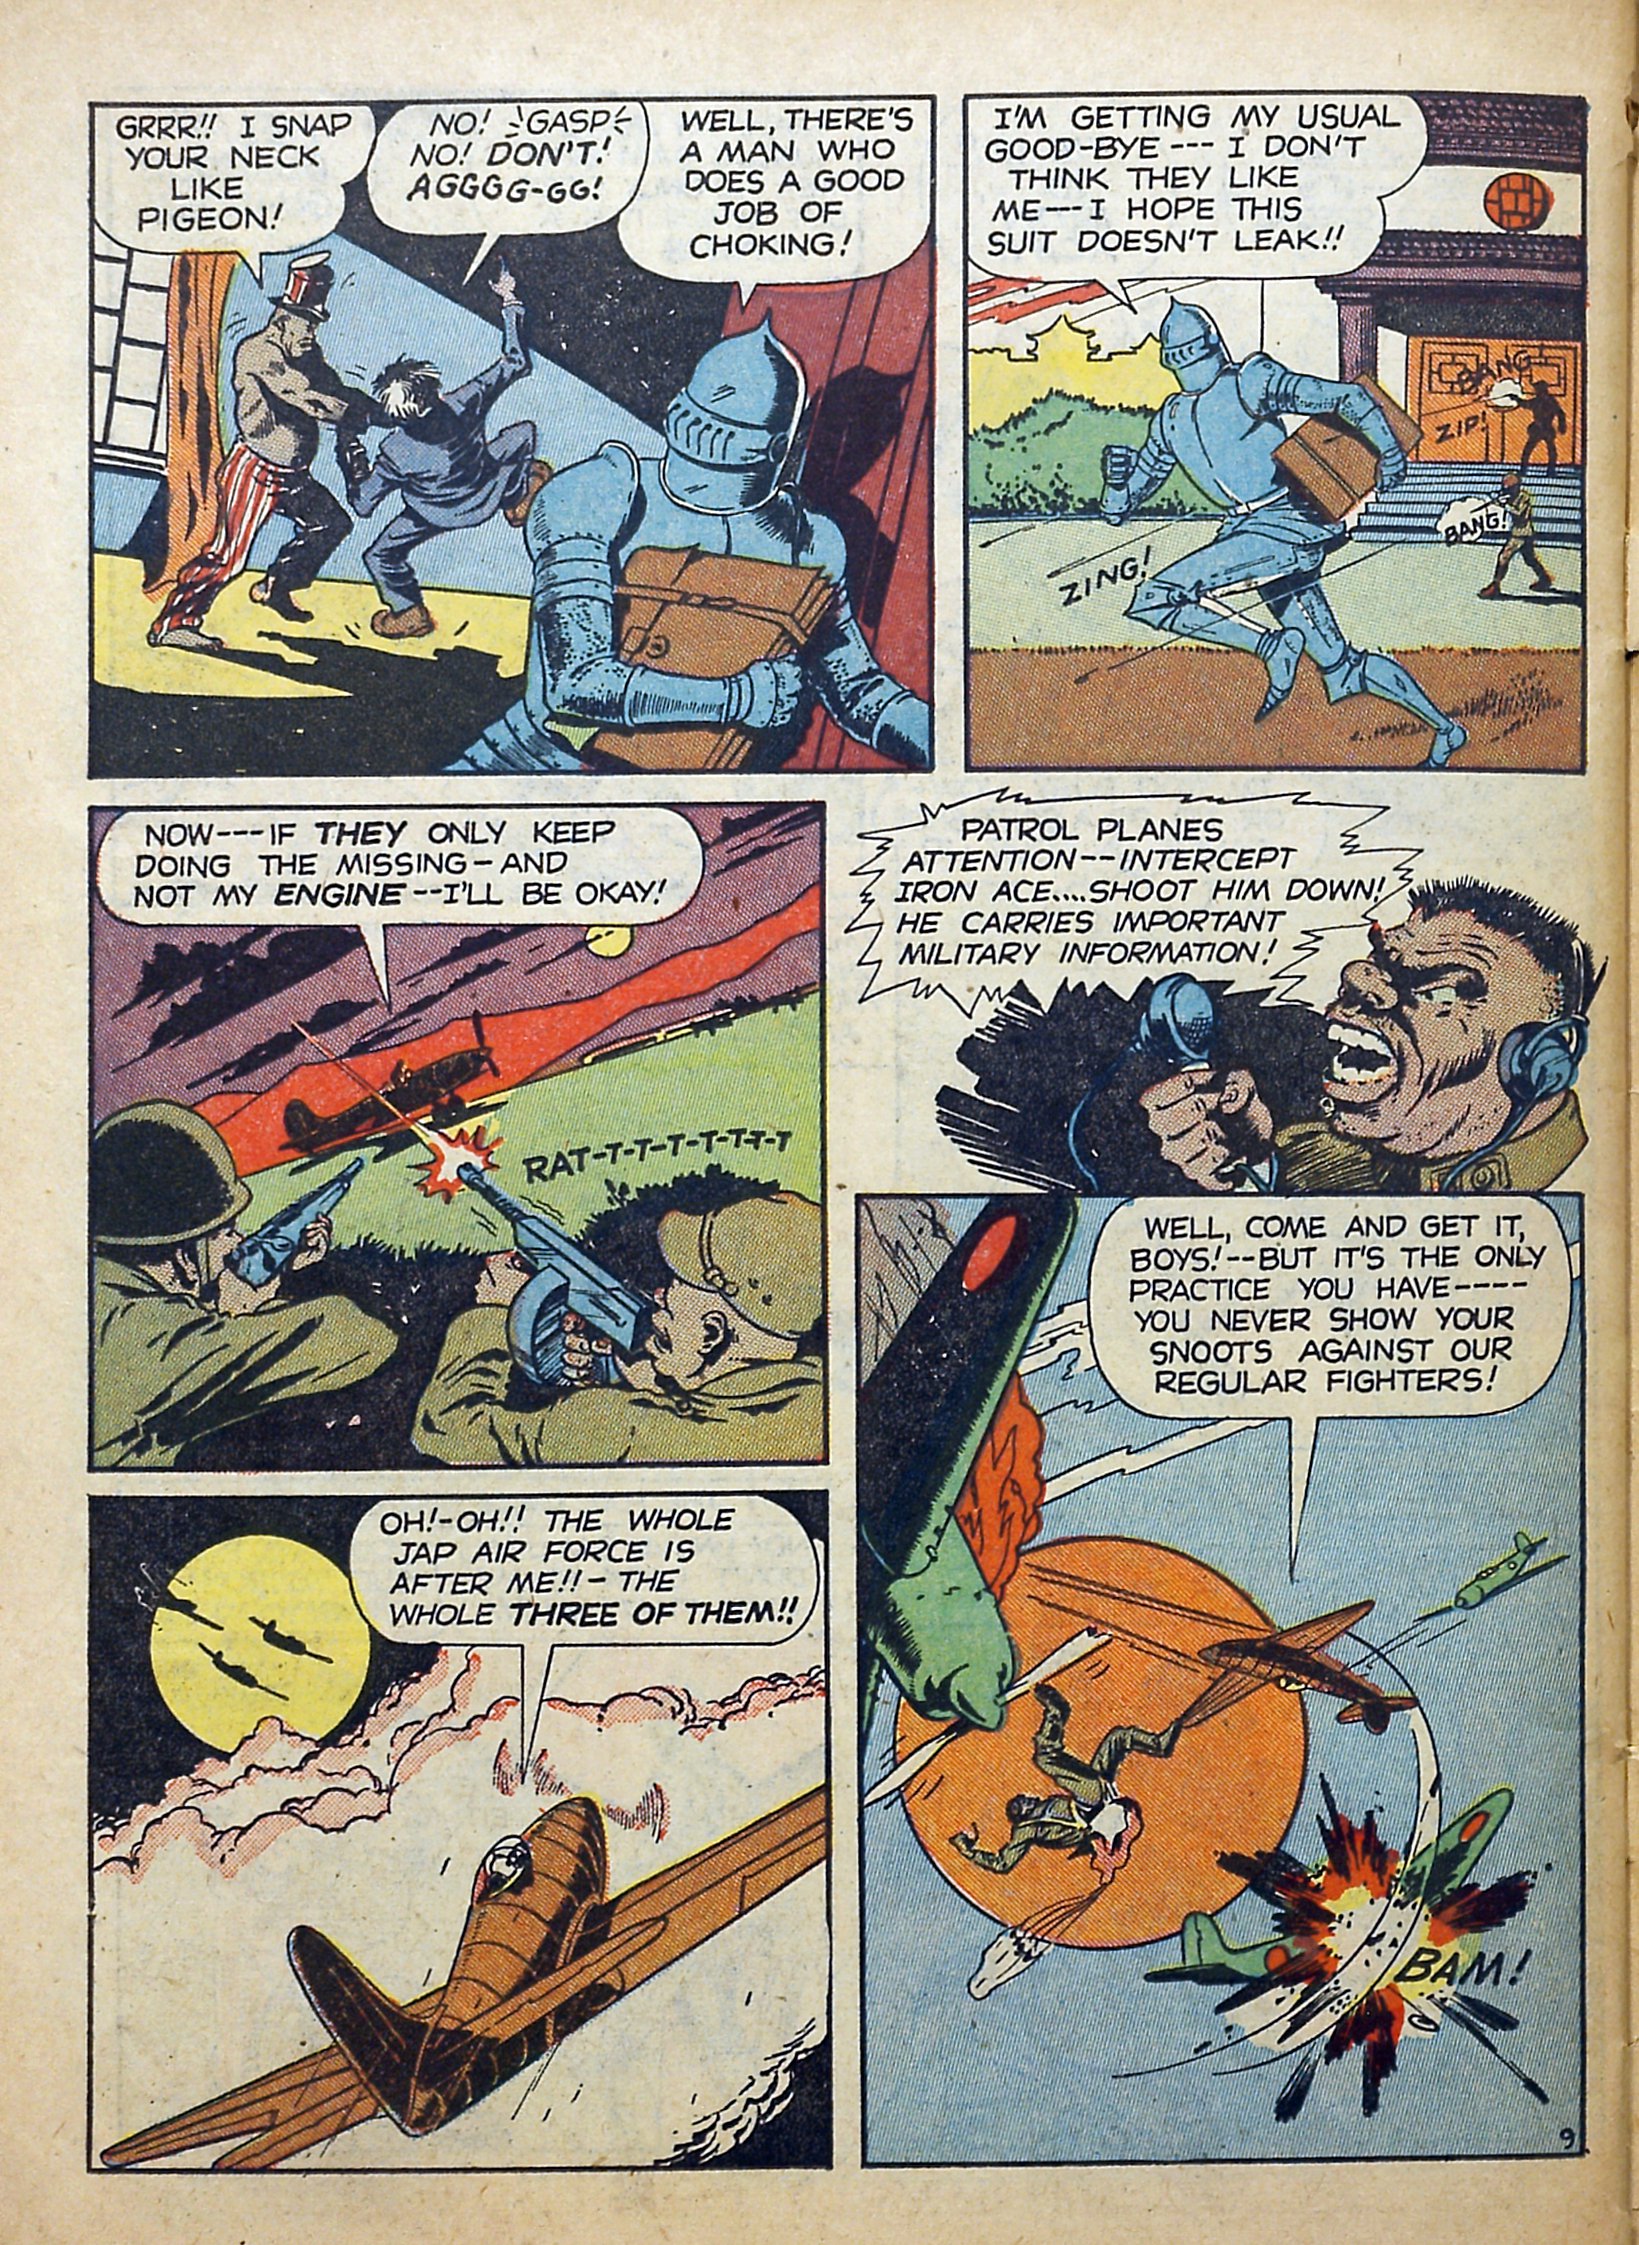 GRRR!! I SNAP
YOUR NECK
LIKE
PIGEON!
NO! GASP
NO! DON'T!
AGGGG-GG!
WELL, THERE'S
A MAN WHO
DOES A GOOD
JOB OF
CHOKING!
I'M GETTING MY USUAL
GOOD-BYE --- I DON'T
THINK THEY LIKE
ME---I HOPE THIS
SUIT DOESN'T LEAK!!
BANG
ZIP!
BANG!
ZING!
NOW---IF THEY ONLY KEEP
DOING THE MISSING-AND
NOT MY ENGINE--I'LL BE OKAY!
RAT-T-T-T-T-T-T-T
PATROL PLANES
ATTENTION--INTERCEPT
IRON ACE....SHOOT HIM DOWN!
HE CARRIES IMPORTANT
MILITARY INFORMATION!
OH!-OH!! THE WHOLE
JAP AIR FORCE IS
AFTER ME!!-THE
WHOLE THREE OF THEM!!
WELL, COME AND GET IT,
BOYS!--BUT IT'S THE ONLY
PRACTICE YOU HAVE----
YOU NEVER SHOW YOUR
SNOOTS AGAINST OUR
REGULAR FIGHTERS!
BAM!
9